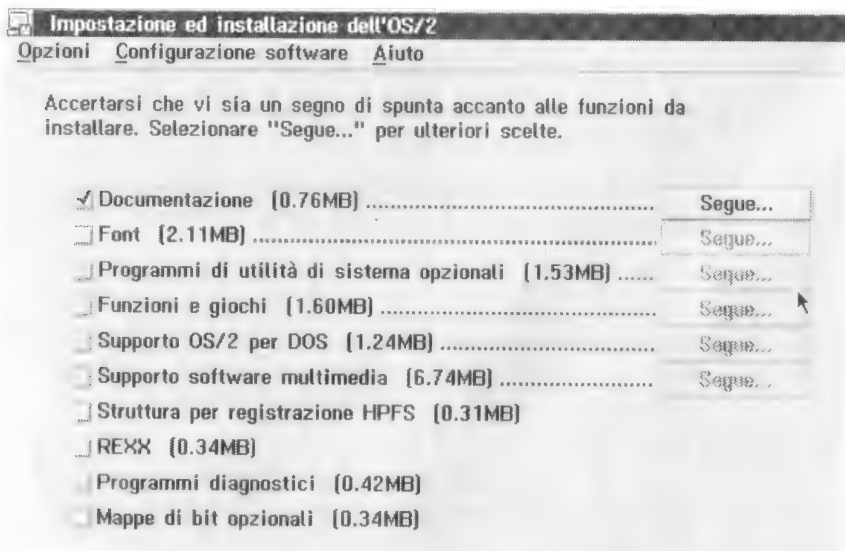 Impostazione ed installazione dell'OS/2
Opzioni Configurazione software Aiuto
Accertarsi che vi sia un segno di spunta accanto alle funzioni da
installare. Selezionare "Segue..." per ulteriori scelte.
✓ Documentazione (0.76MB) ........................................... Segue...
Font (2.11MB) ........................................................... Segue...
Programmi di utilità di sistema opzionali (1.53MB) ...... Segue...
Funzioni e giochi (1.60MB) ......................................... Segue...
Supporto OS/2 per DOS (1.24MB) ................................ Segue...
Supporto software multimedia (6.74MB) ....................... Segue...
Struttura per registrazione HPFS (0.31MB)
REXX (0.34MB)
Programmi diagnostici (0.42MB)
Mappe di bit opzionali (0.34MB)